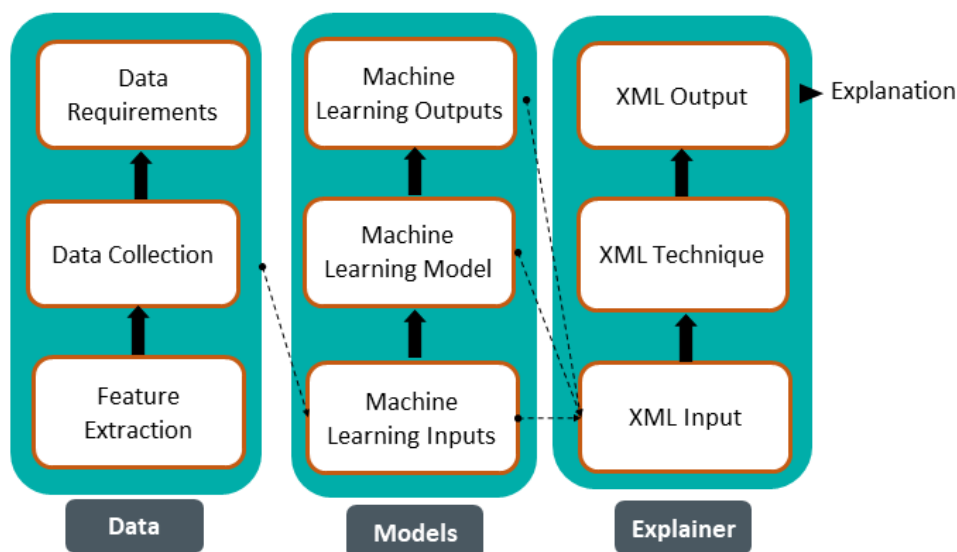 Data
Requirements
Data Collection
Feature
Extraction
Data
Machine
Learning Outputs
Machine
Learning Model
Machine
Learning Inputs
Models
XML Output
XML Technique
XML Input
Explainer
Explanation